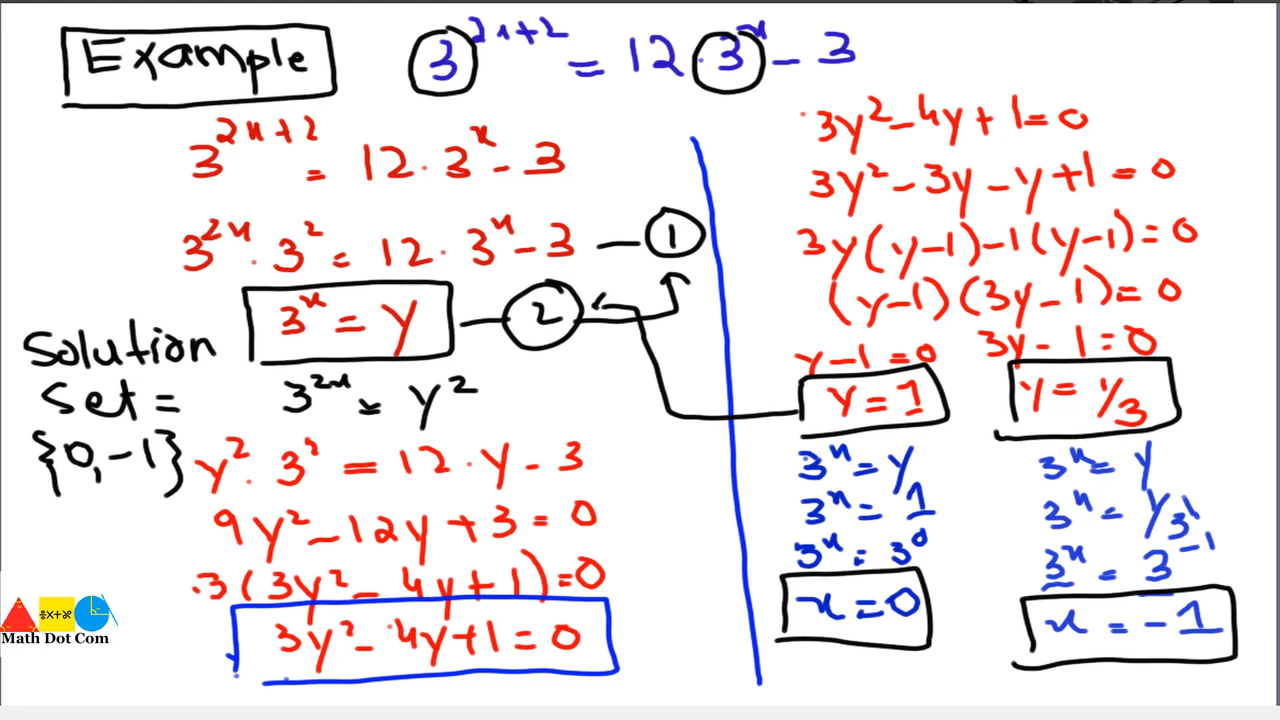 Example
3^{2x+2} = 12 · 3^x - 3
3^{2x+2} = 12 · 3^x - 3
3^{2x} · 3^2 = 12 · 3^x - 3 — 1
3^x = y — 2
3^{2x} = y^2
Solution
Set =
{0, -1}
y^2 · 3^2 = 12 · y - 3
9y^2 - 12y + 3 = 0
3(3y^2 - 4y + 1) = 0
3y^2 - 4y + 1 = 0
3y^2 - 4y + 1 = 0
3y^2 - 3y - y + 1 = 0
3y(y-1) - 1(y-1) = 0
(y-1)(3y-1) = 0
y - 1 = 0
y = 1
3^x = y
3^x = 1
3^x = 3^0
x = 0
3y - 1 = 0
y = 1/3
3^x = y
3^x = 1/3^1
3^x = 3^{-1}
x = -1
÷x+x
Math Dot Com